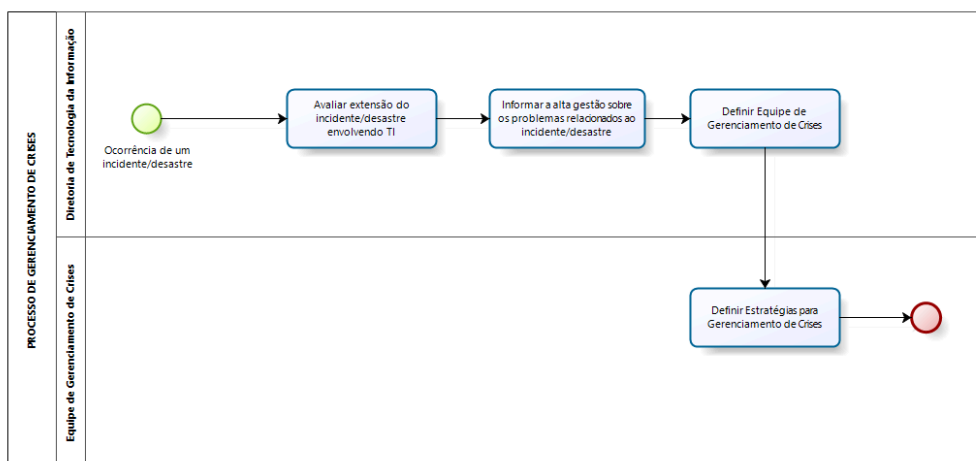 PROCESSO DE GERENCIAMENTO DE CRISES
Diretoria de Tecnologia da Informação
Ocorrência de um
incidente/desastre
Avaliar extensão do
incidente/desastre
envolvendo TI
Informar a alta gestão sobre
os problemas relacionados ao
incidente/desastre
Definir Equipe de
Gerenciamento de Crises
Equipe de Gerenciamento de Crises
Definir Estratégias para
Gerenciamento de Crises